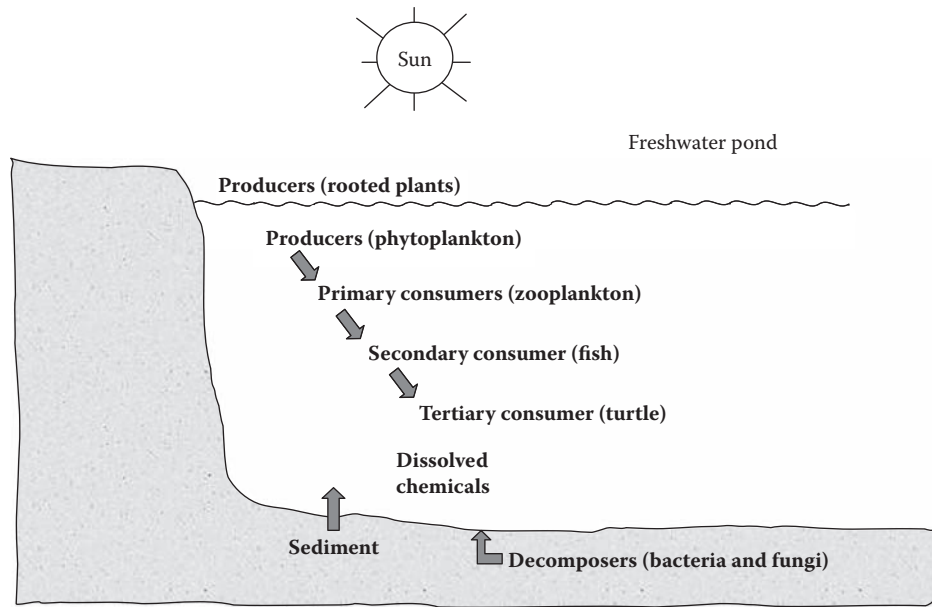 Sun
Freshwater pond
Producers (rooted plants)
Producers (phytoplankton)
Primary consumers (zooplankton)
Secondary consumer (fish)
Tertiary consumer (turtle)
Dissolved
chemicals
Sediment
Decomposers (bacteria and fungi)